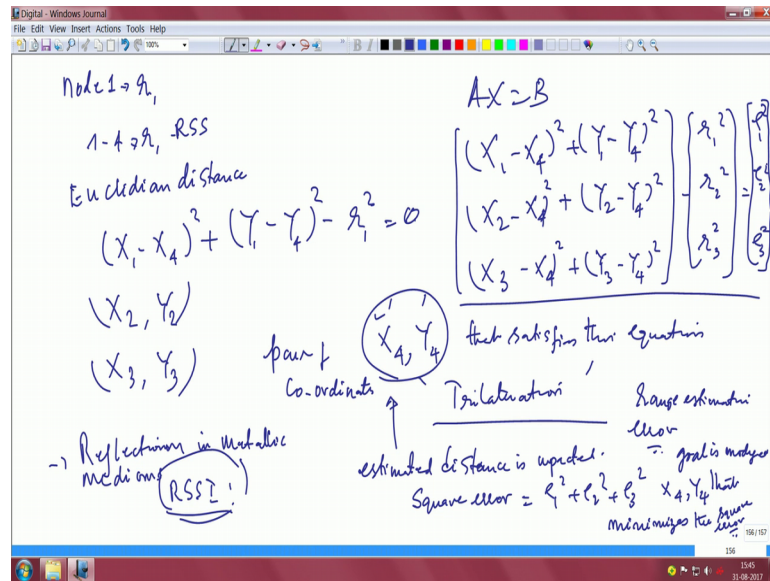 Digital - Windows Journal
File Edit View Insert Actions Tools Help
100%
Node 1 → r₁
1-4 → r₁ RSS
Euclidian distance
(X₁-X₄)² + (Y₁-Y₄)² - r₁² = 0
(X₂, Y₂)
(X₃, Y₃)
→ Reflections in metallic
mediums
RSSI!
AX = B
[(X₁-X₄)² + (Y₁-Y₄)²] - [r₁²] = [e₁²]
[(X₂-X₄)² + (Y₂-Y₄)²] [r₂²] [e₂²]
[(X₃-X₄)² + (Y₃-Y₄)²] [r₃²] [e₃²]
pair of
co-ordinates
X₄, Y₄
that satisfies this equation
Trilateration
Range estimation
error
estimated distance is
goal is
Square error = e₁² + e₂² + e₃²
X₄, Y₄ that
minimizes the square
error
156/157
156
15:45
31-08-2017